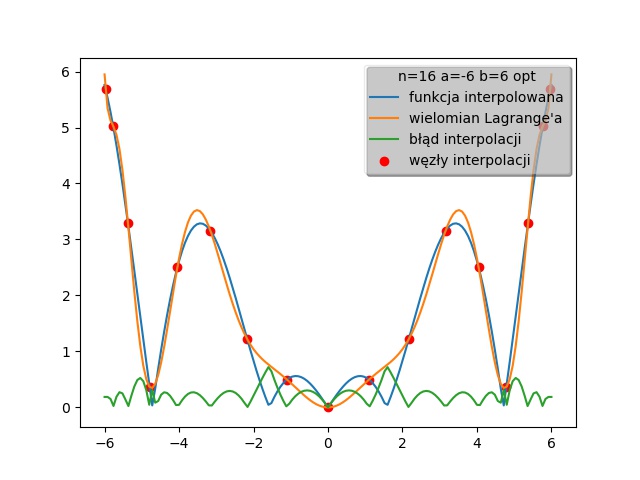 n=16 a=-6 b=6 opt
funkcja interpolowana
wielomian Lagrange'a
błąd interpolacji
węzły interpolacji
6
5
4
3
2
1
0
−6
−4
−2
0
2
4
6